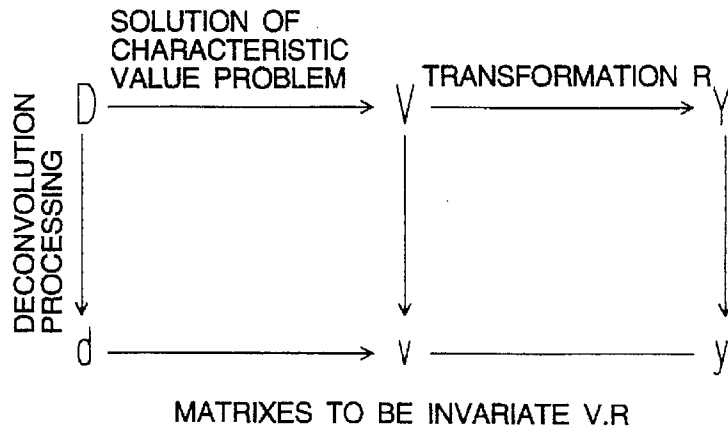 SOLUTION OF
CHARACTERISTIC
VALUE PROBLEM
TRANSFORMATION R
D V Y
DECONVOLUTION
PROCESSING
d v y
MATRIXES TO BE INVARIATE V.R